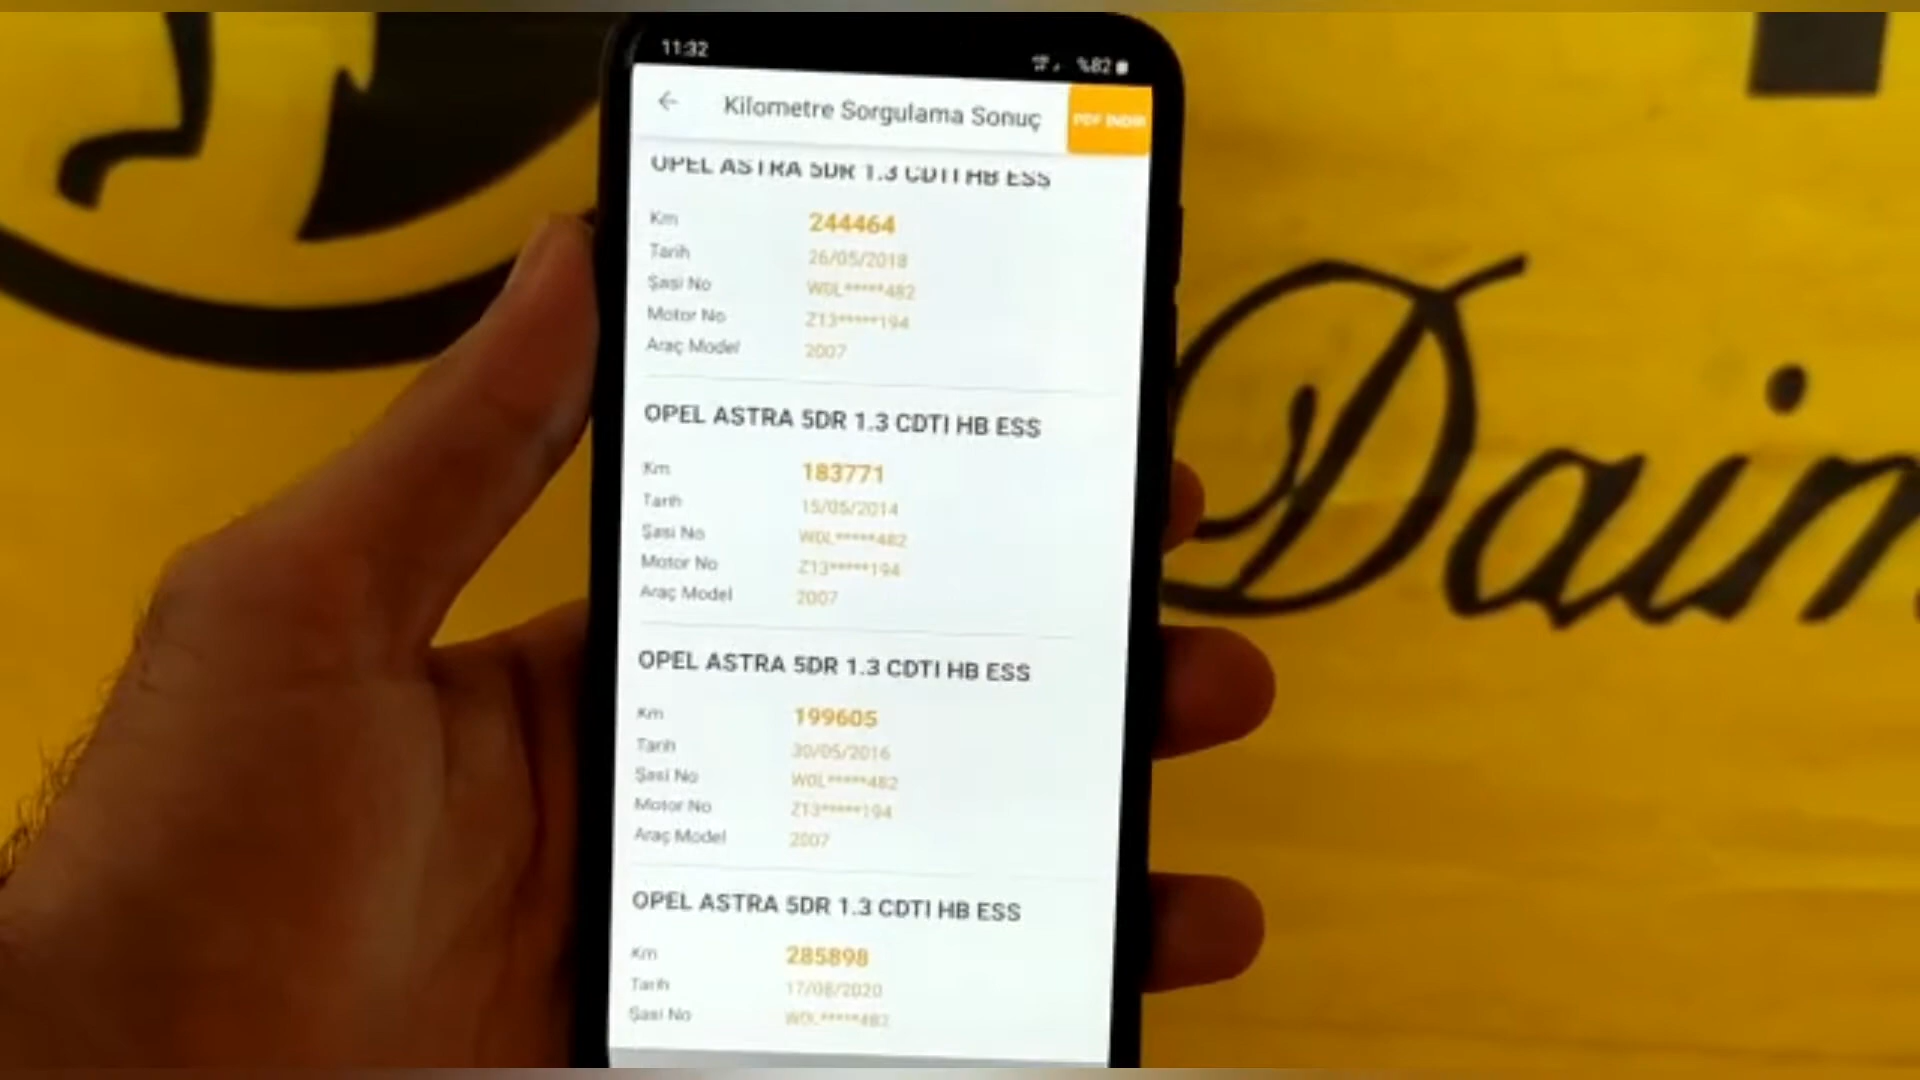 11:32
%82
Kilometre Sorgulama Sonuç
PDF İNDİR
OPEL ASTRA 5DR 1.3 CDTI HB ESS
Km 244464
Tarih 26/05/2018
Şasi No W0L*****482
Motor No Z13*****194
Araç Model 2007
OPEL ASTRA 5DR 1.3 CDTI HB ESS
Km 183771
Tarih 15/05/2014
Şasi No W0L*****482
Motor No Z13*****194
Araç Model 2007
OPEL ASTRA 5DR 1.3 CDTI HB ESS
Km 199605
Tarih 30/05/2016
Şasi No W0L*****482
Motor No Z13*****194
Araç Model 2007
OPEL ASTRA 5DR 1.3 CDTI HB ESS
Km 285898
Tarih 17/08/2020
Şasi No W0L*****482